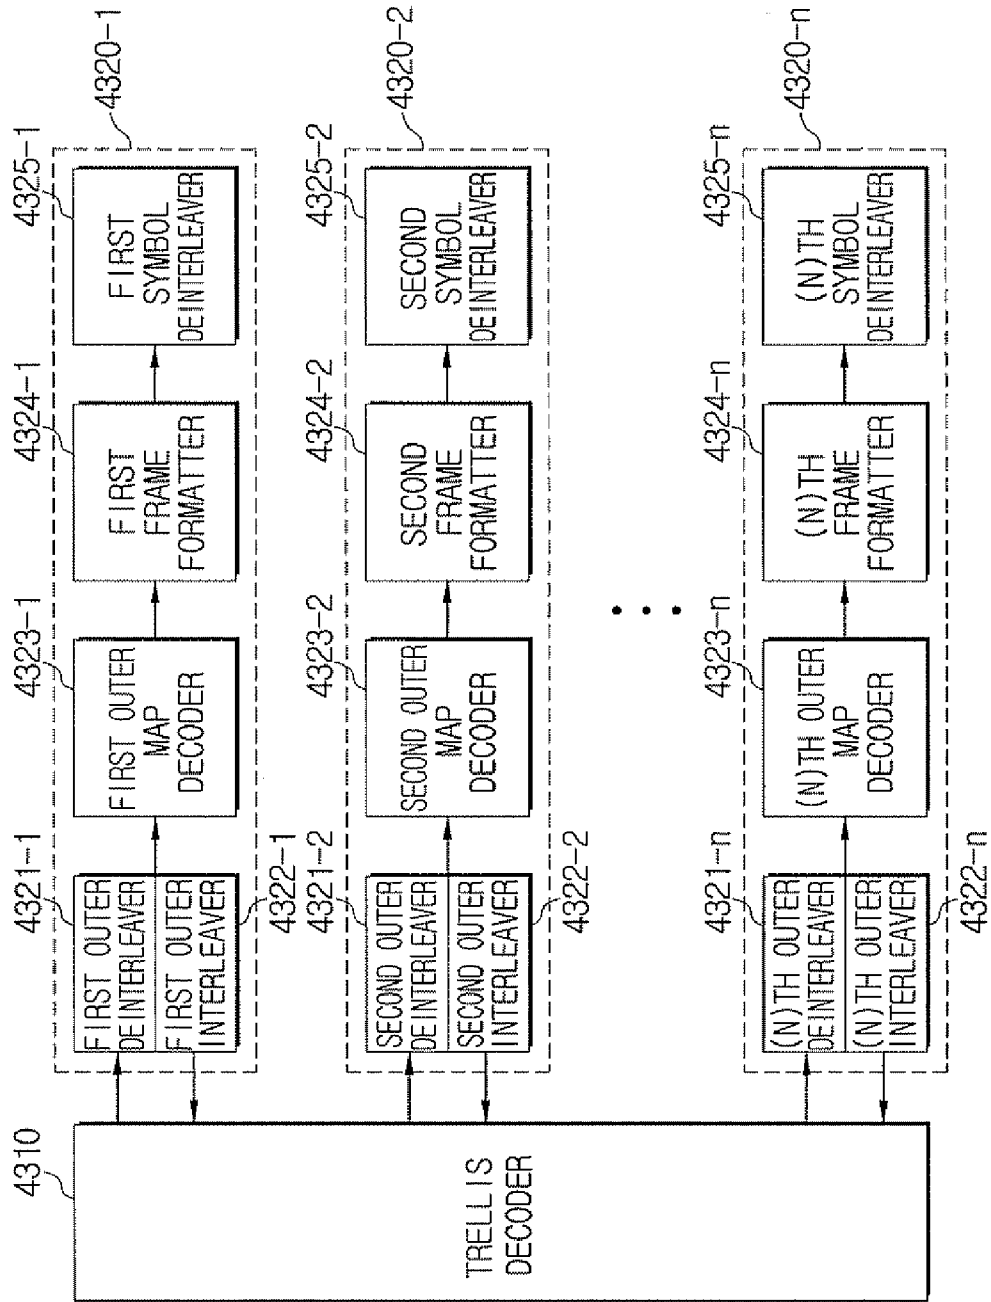 4310
TRELLIS
DECODER
4320-1
4321-1
FIRST OUTER
DEINTERLEAVER
FIRST OUTER
INTERLEAVER
4322-1
4323-1
FIRST OUTER
MAP
DECODER
4324-1
FIRST
FRAME
FORMATTER
4325-1
FIRST
SYMBOL
DEINTERLEAVER
4320-2
4321-2
SECOND OUTER
DEINTERLEAVER
SECOND OUTER
INTERLEAVER
4322-2
4323-2
SECOND OUTER
MAP
DECODER
4324-2
SECOND
FRAME
FORMATTER
4325-2
SECOND
SYMBOL
DEINTERLEAVER
• • •
4320-n
4321-n
(N)TH OUTER
DEINTERLEAVER
(N)TH OUTER
INTERLEAVER
4322-n
4323-n
(N)TH OUTER
MAP
DECODER
4324-n
(N)TH
FRAME
FORMATTER
4325-n
(N)TH
SYMBOL
DEINTERLEAVER